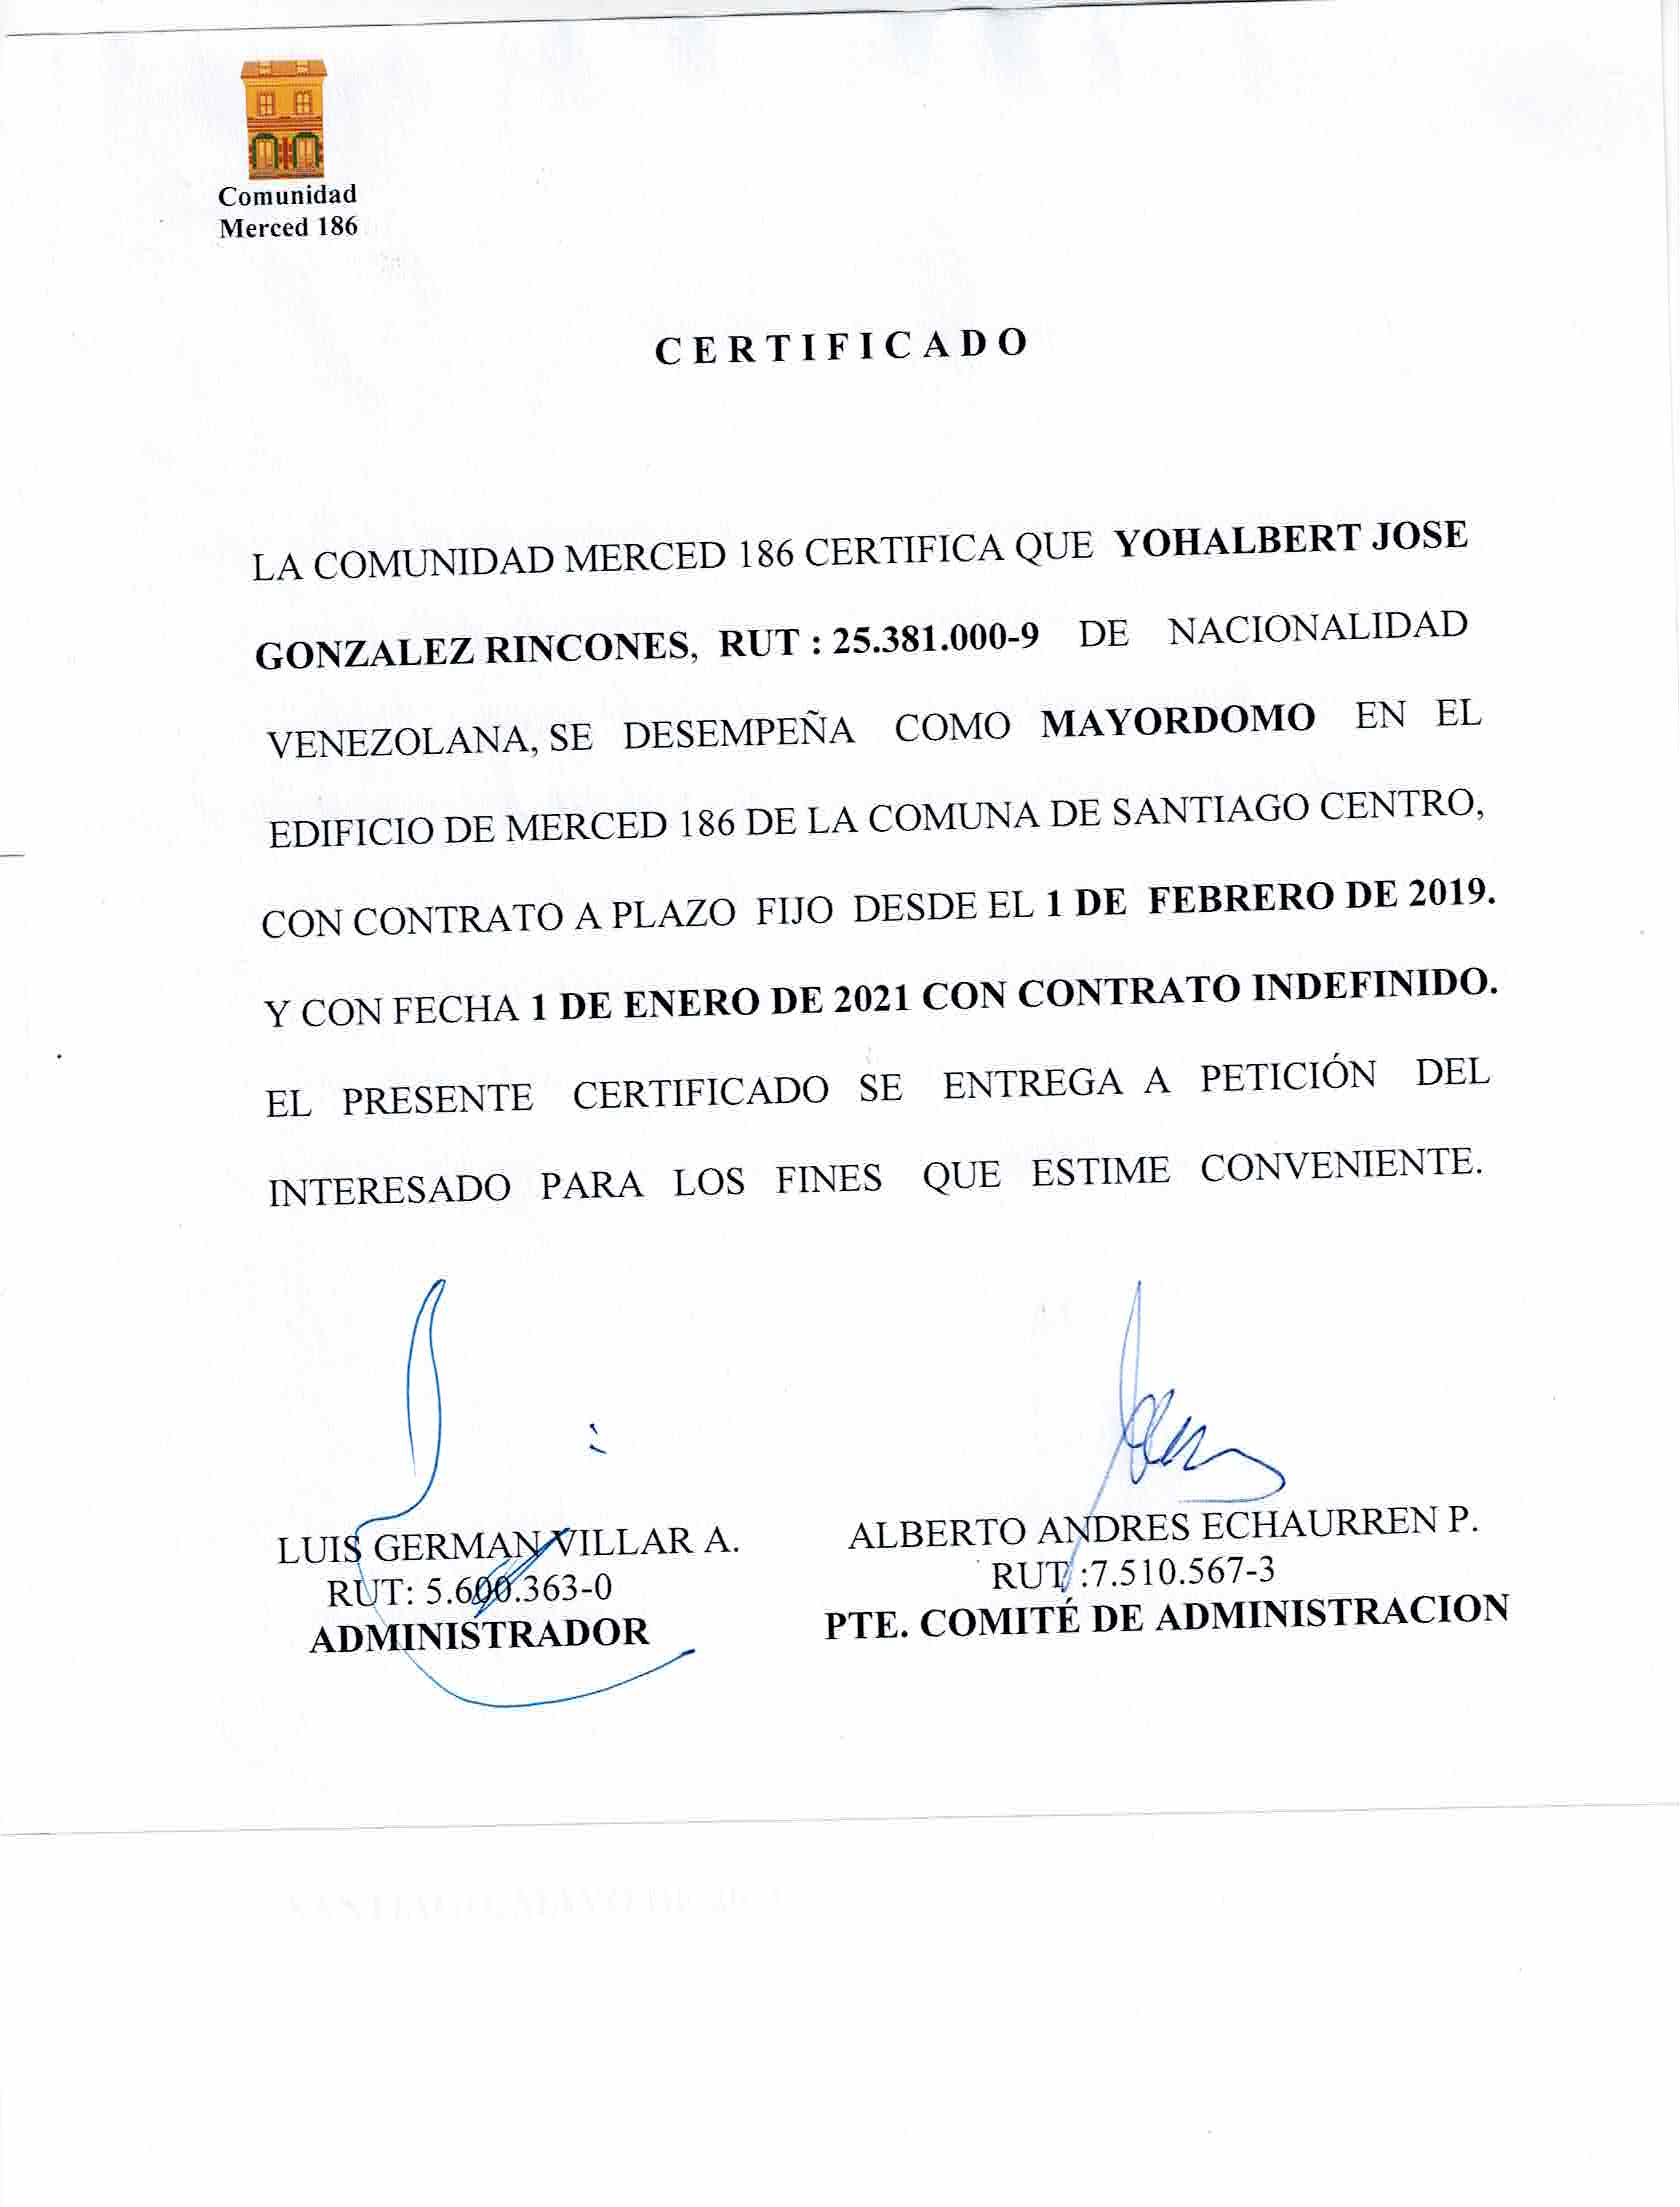 Comunidad
Merced 186
CERTIFICADO
LA COMUNIDAD MERCED 186 CERTIFICA QUE YOHALBERT JOSE
GONZALEZ RINCONES, RUT : 25.381.000-9 DE NACIONALIDAD
VENEZOLANA, SE DESEMPEÑA COMO MAYORDOMO EN EL
EDIFICIO DE MERCED 186 DE LA COMUNA DE SANTIAGO CENTRO,
CON CONTRATO A PLAZO FIJO DESDE EL 1 DE FEBRERO DE 2019.
Y CON FECHA 1 DE ENERO DE 2021 CON CONTRATO INDEFINIDO.
EL PRESENTE CERTIFICADO SE ENTREGA A PETICIÓN DEL
INTERESADO PARA LOS FINES QUE ESTIME CONVENIENTE.
LUIS GERMAN VILLAR A.
RUT: 5.600.363-0
ADMINISTRADOR
ALBERTO ANDRES ECHAURREN P.
RUT :7.510.567-3
PTE. COMITÉ DE ADMINISTRACION